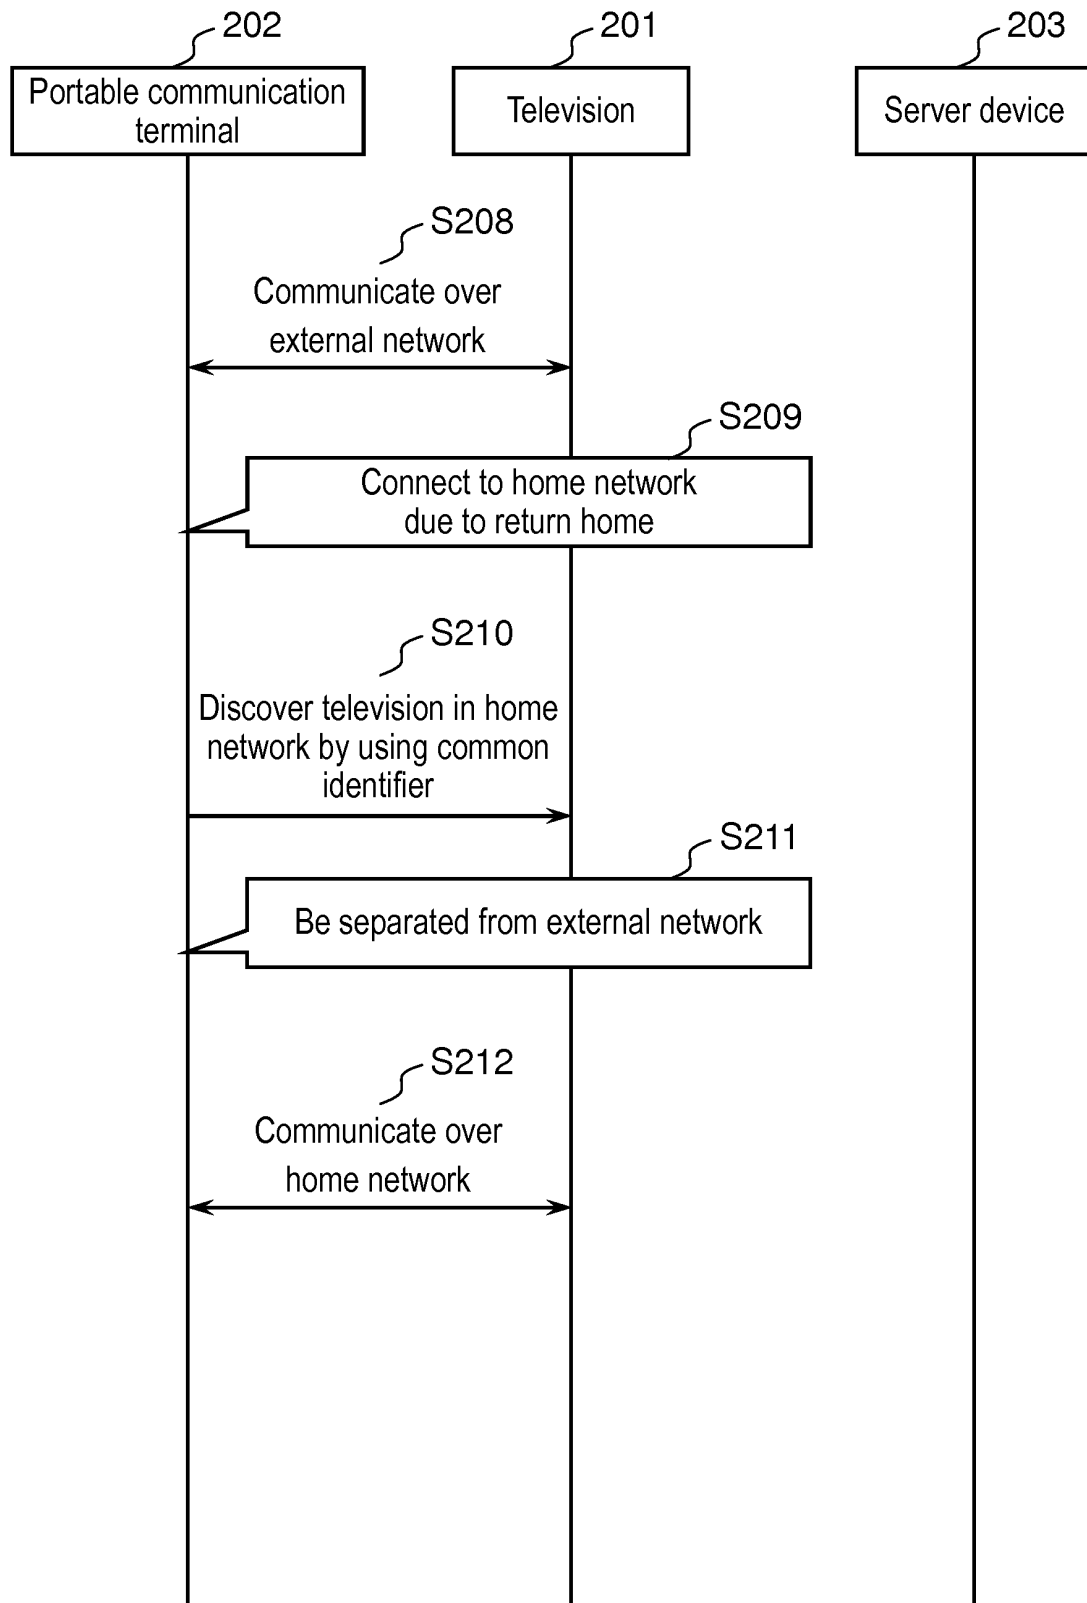 202
201
203
Portable communication
terminal
Television
Server device
S208
Communicate over
external network
S209
Connect to home network
due to return home
S210
Discover television in home
network by using common
identifier
S211
Be separated from external network
S212
Communicate over
home network